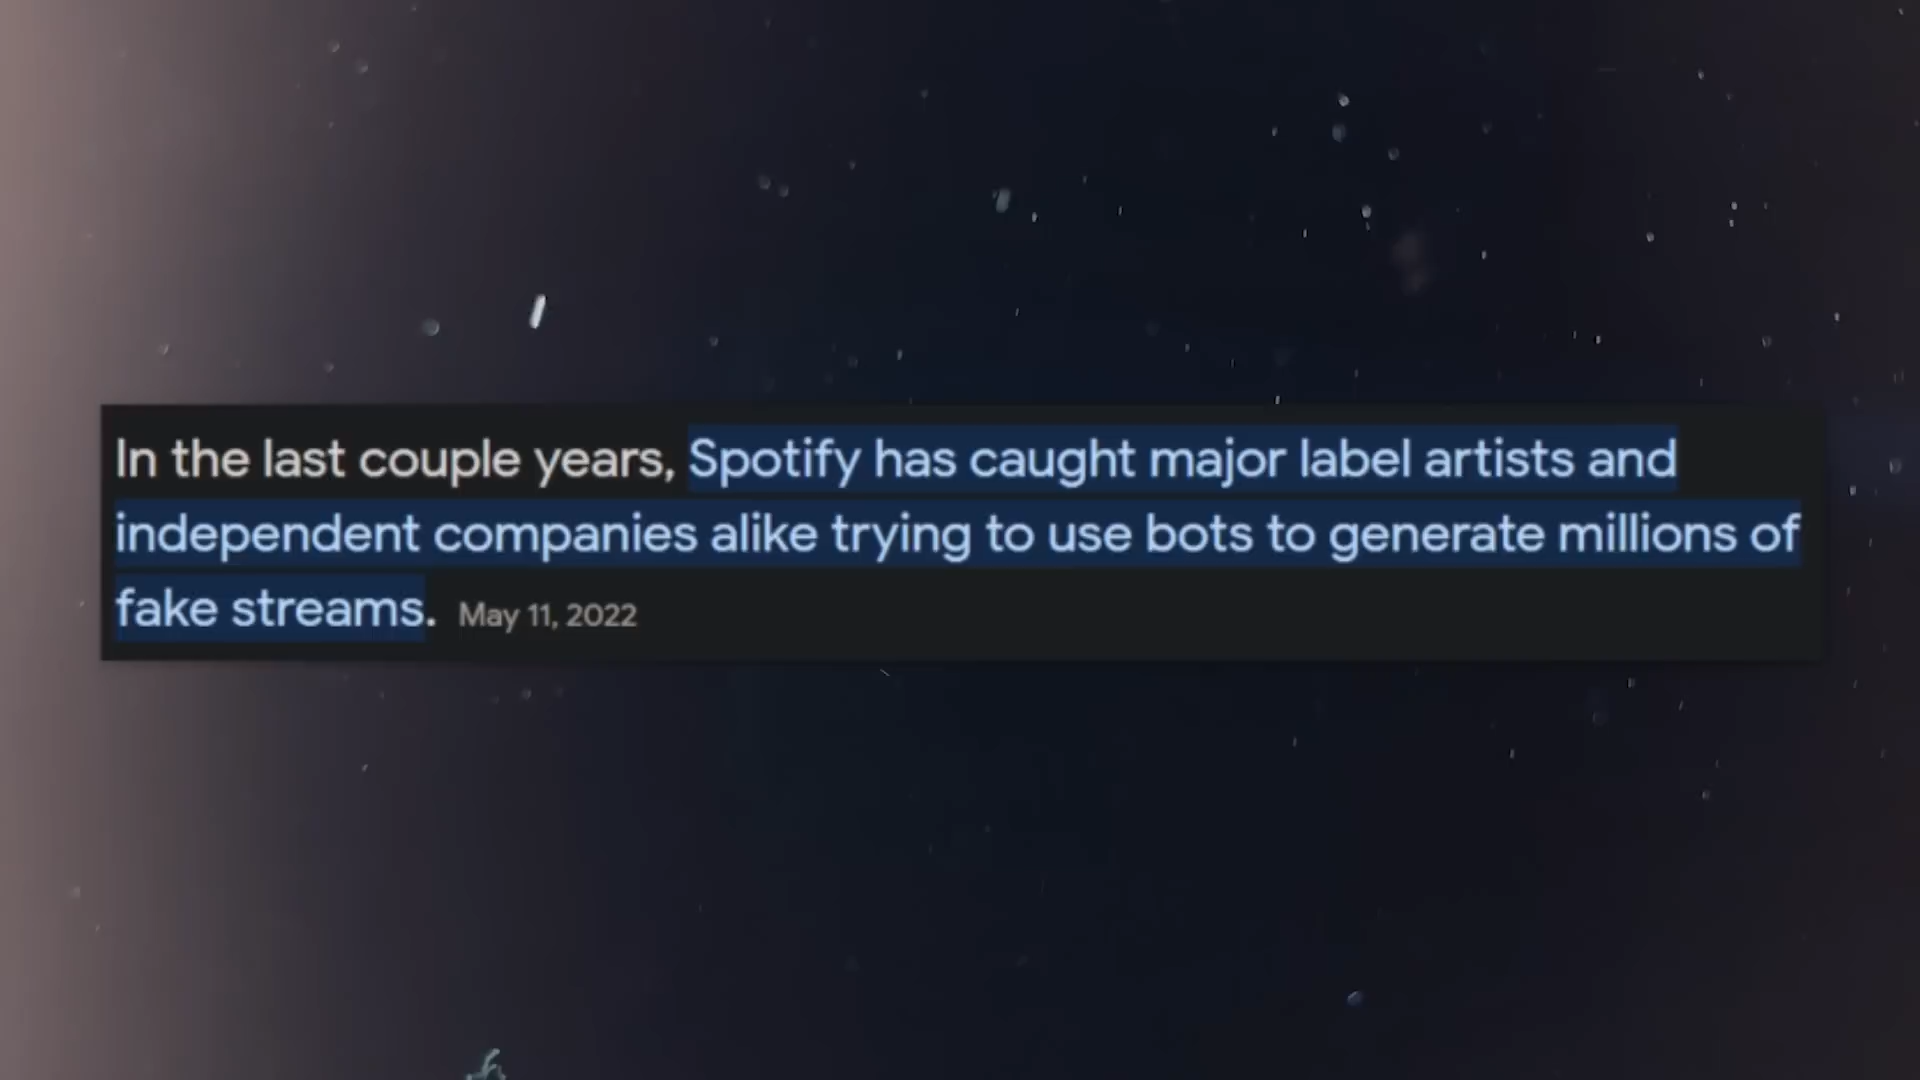 In the last couple years, Spotify has caught major label artists and
independent companies alike trying to use bots to generate millions of
fake streams. May 11, 2022